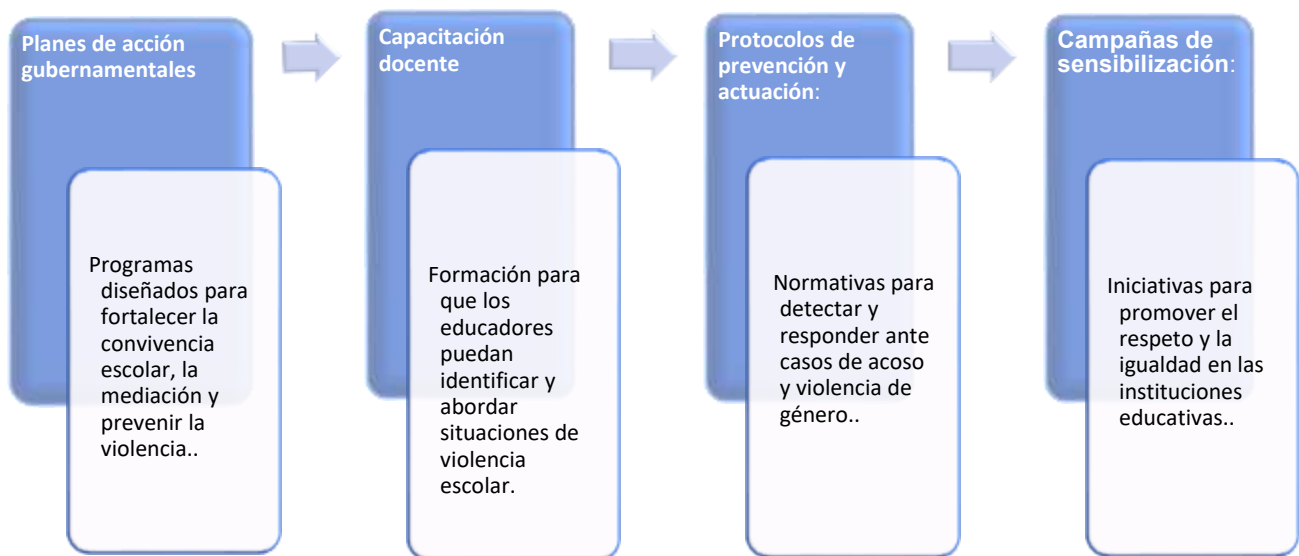 Planes de acción
gubernamentales
Programas
diseñados para
fortalecer la
convivencia
escolar, la
mediación y
prevenir la
violencia..
Capacitación
docente
Formación para
que los
educadores
puedan
identificar y
abordar
situaciones de
violencia
escolar.
Protocolos de
prevención y
actuación:
Normativas para
detectar y
responder ante
casos de acoso
y violencia de
género..
Campañas de
sensibilización:
Iniciativas para
promover el
respeto y la
igualdad en las
instituciones
educativas..